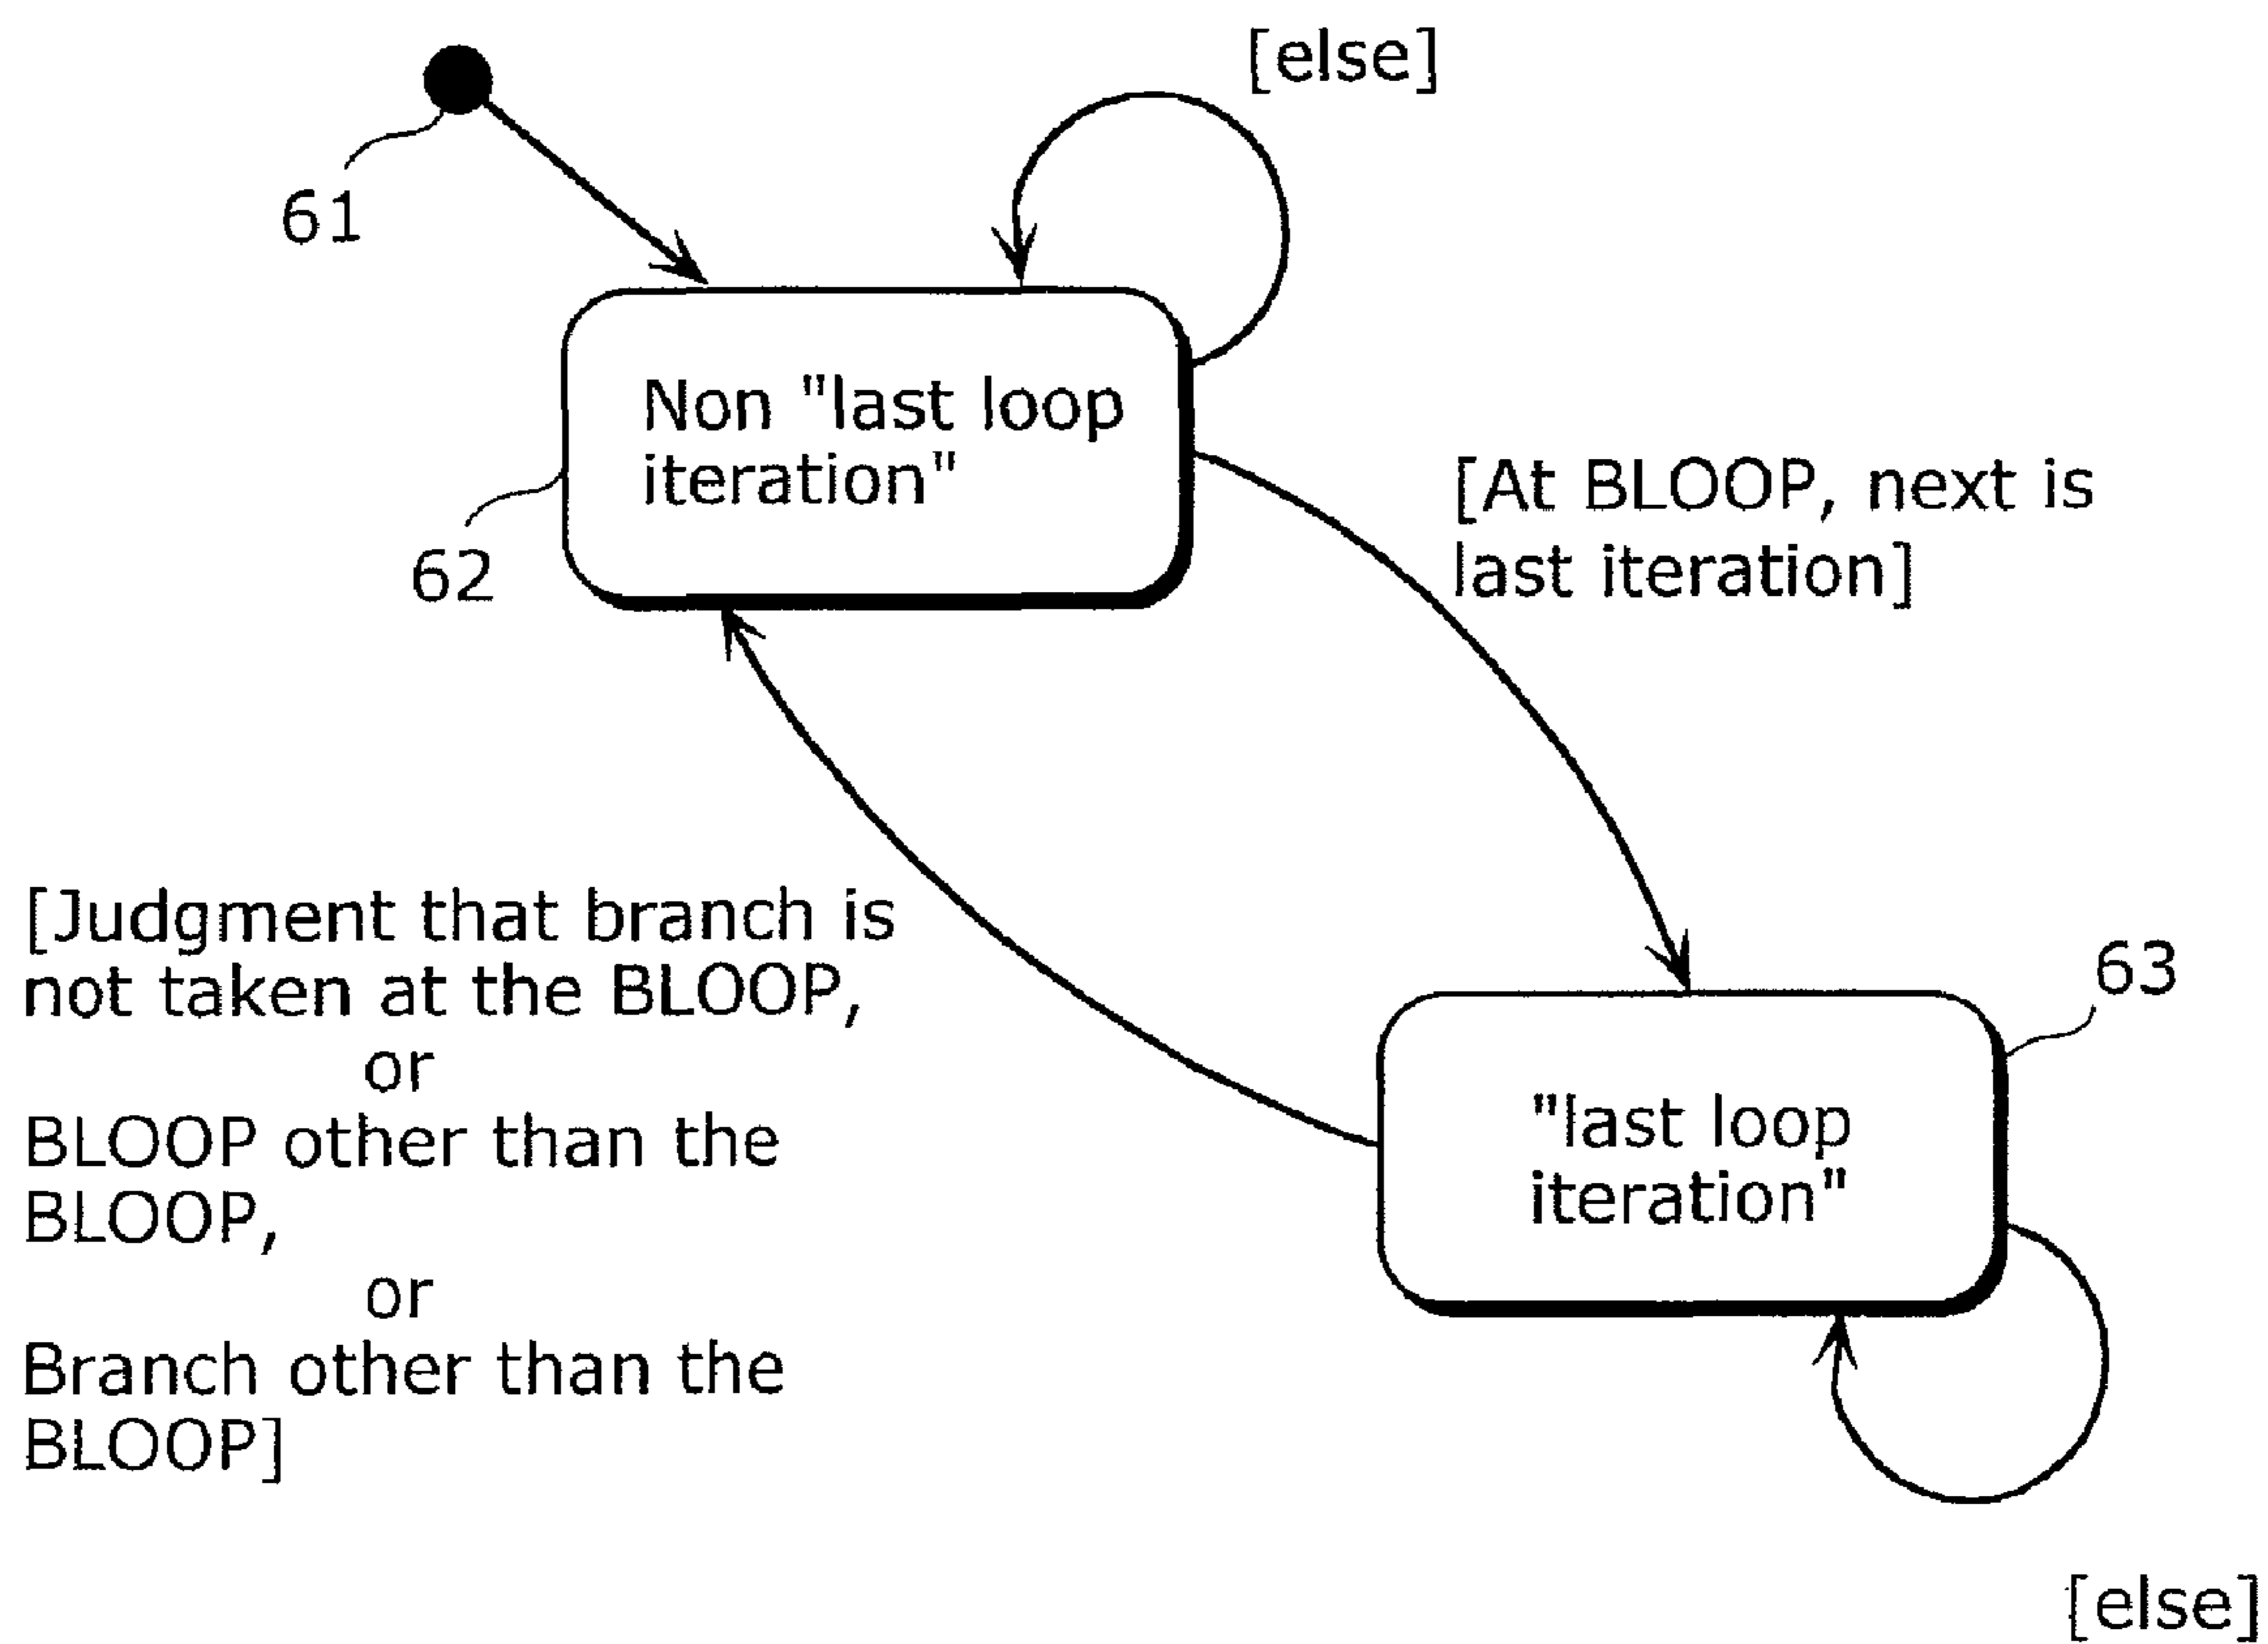 [else]
61
Non "last loop
iteration"
62
[At BLOOP, next is
last iteration]
[Judgment that branch is
not taken at the BLOOP,
or
BLOOP other than the
BLOOP,
or
Branch other than the
BLOOP]
63
"last loop
iteration"
[else]